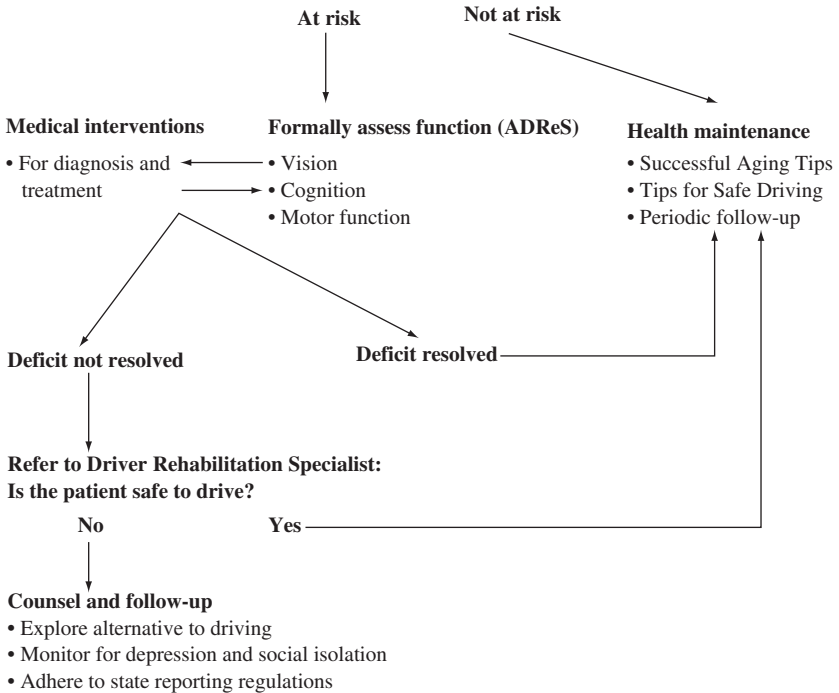 At risk
Not at risk
Medical interventions
• For diagnosis and
treatment
Formally assess function (ADReS)
• Vision
• Cognition
• Motor function
Health maintenance
• Successful Aging Tips
• Tips for Safe Driving
• Periodic follow-up
Deficit not resolved
Deficit resolved
Refer to Driver Rehabilitation Specialist:
Is the patient safe to drive?
No
Yes
Counsel and follow-up
• Explore alternative to driving
• Monitor for depression and social isolation
• Adhere to state reporting regulations